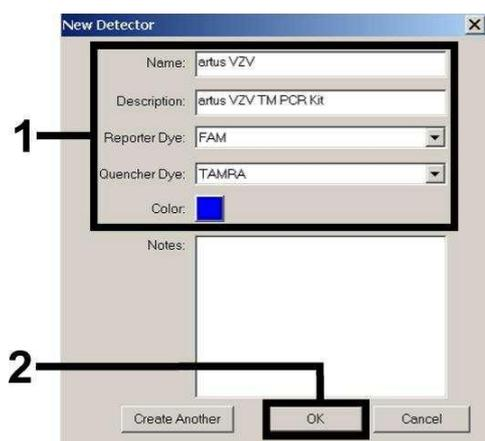 New Detector
Name: artus VZV
Description: artus VZV TM PCR Kit
1
Reporter Dye: FAM
Quencher Dye: TAMRA
Color:
Notes:
2
Create Another OK Cancel